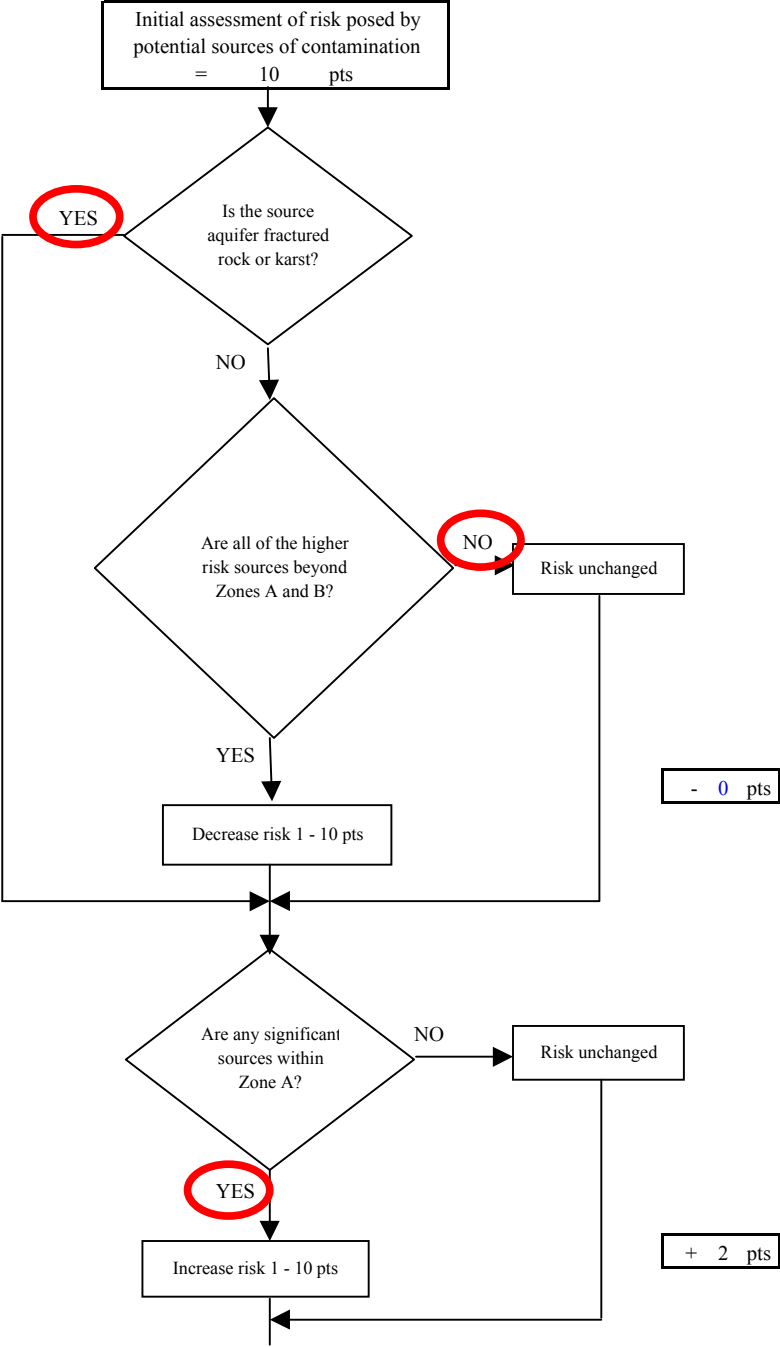 Initial assessment of risk posed by
potential sources of contamination
= 10 pts
YES
Is the source
aquifer fractured
rock or karst?
NO
Are all of the higher
risk sources beyond
Zones A and B?
NO
Risk unchanged
YES
- 0 pts
Decrease risk 1 - 10 pts
Are any significant
sources within
Zone A?
NO
Risk unchanged
YES
+ 2 pts
Increase risk 1 - 10 pts